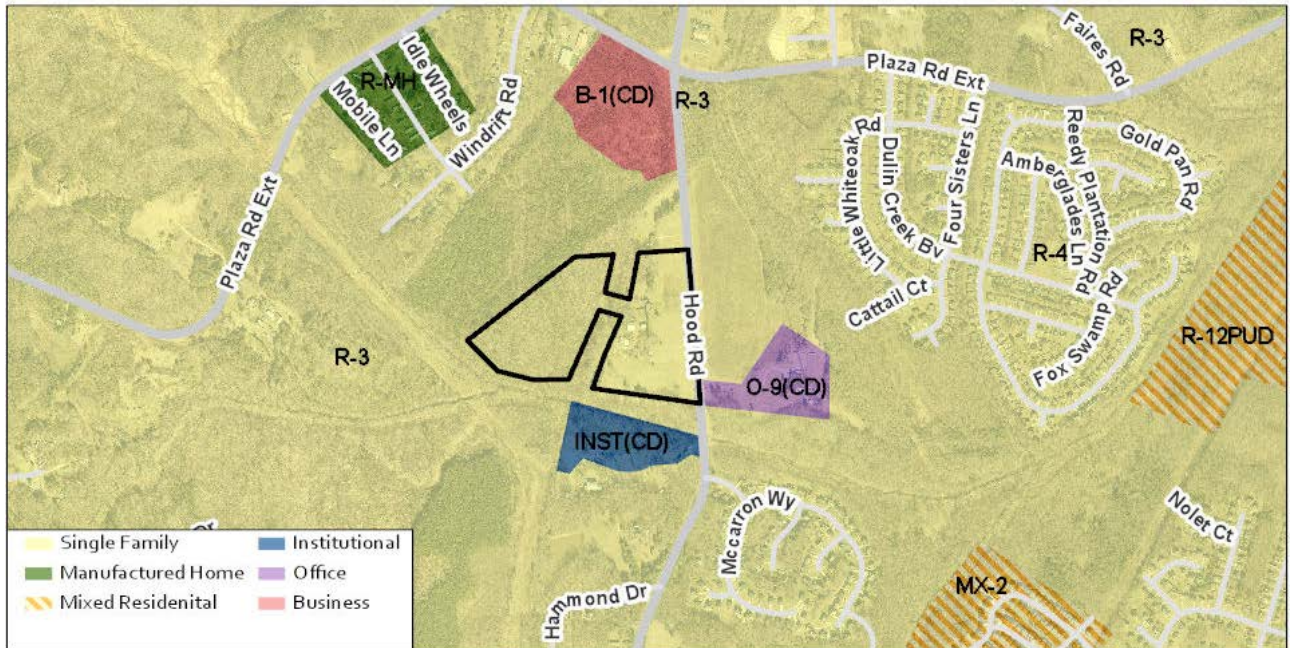 Faires Rd
R-3
Idle Wheels
R-MH
Mobile Ln
Windrift Rd
B-1(CD)
R-3
Plaza Rd Ext
Four Sisters Ln
Reedy Plantation Rd
Gold Pan Rd
Little Whiteoak Rd
Dulin Creek Bv
Amberglades Ln
Plaza Rd Ext
R-4
Cattail Ct
Hood Rd
Fox Swamp Rd
R-12PUD
R-3
O-9(CD)
INST(CD)
Mccarron Wy
Nolet Ct
MX-2
Hammond Dr
Single Family
Institutional
Manufactured Home
Office
Mixed Residenital
Business